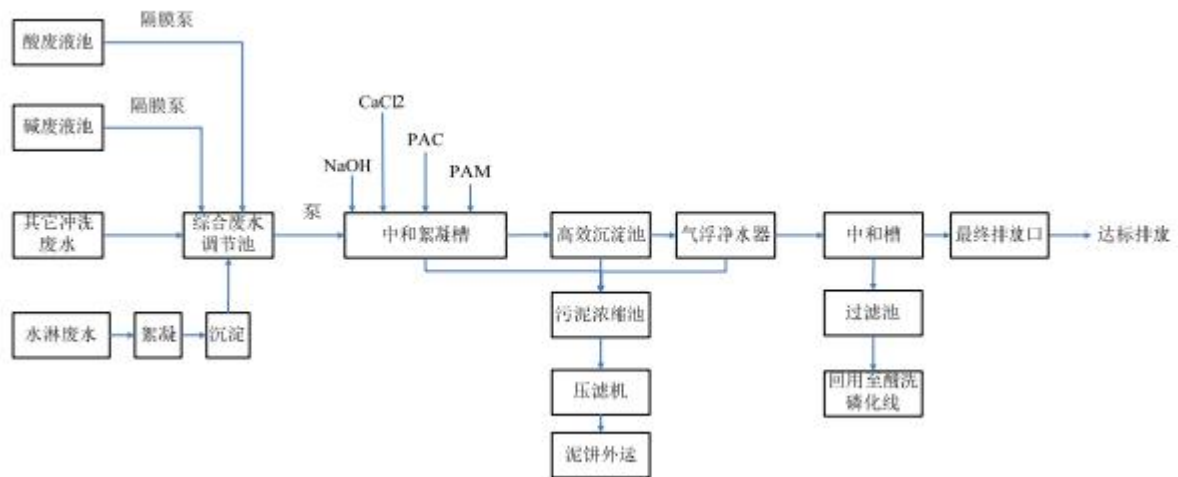 隔膜泵
酸废液池
隔膜泵
碱废液池
CaCl2
PAC
NaOH
PAM
其它冲洗
废水
综合废水
调节池
泵
中和絮凝槽
高效沉淀池
气浮净水器
中和槽
最终排放口
达标排放
水淋废水
絮凝
沉淀
污泥浓缩池
过滤池
压滤机
回用至酸洗
磷化线
泥饼外运